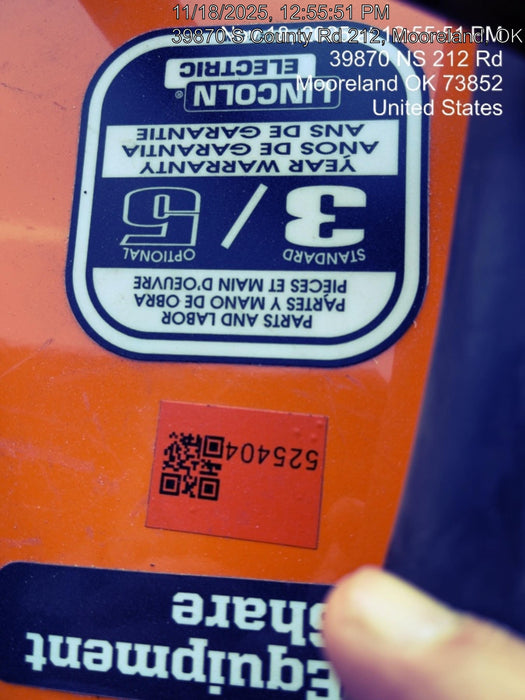 11/18/2025, 12:55:51 PM
39870 S County Rd 212, Mooreland, OK
39870 NS 212 Rd
Mooreland OK 73852
United States
Equipment
Share
525404
PARTS AND LABOR
PARTES Y MANO DE OBRA
PIÈCES ET MAIN D'OEUVRE
STANDARD OPTIONAL
3 / 5
YEAR WARRANTY
AÑOS DE GARANTIA
ANS DE GARANTIE
LINCOLN ®
ELECTRIC